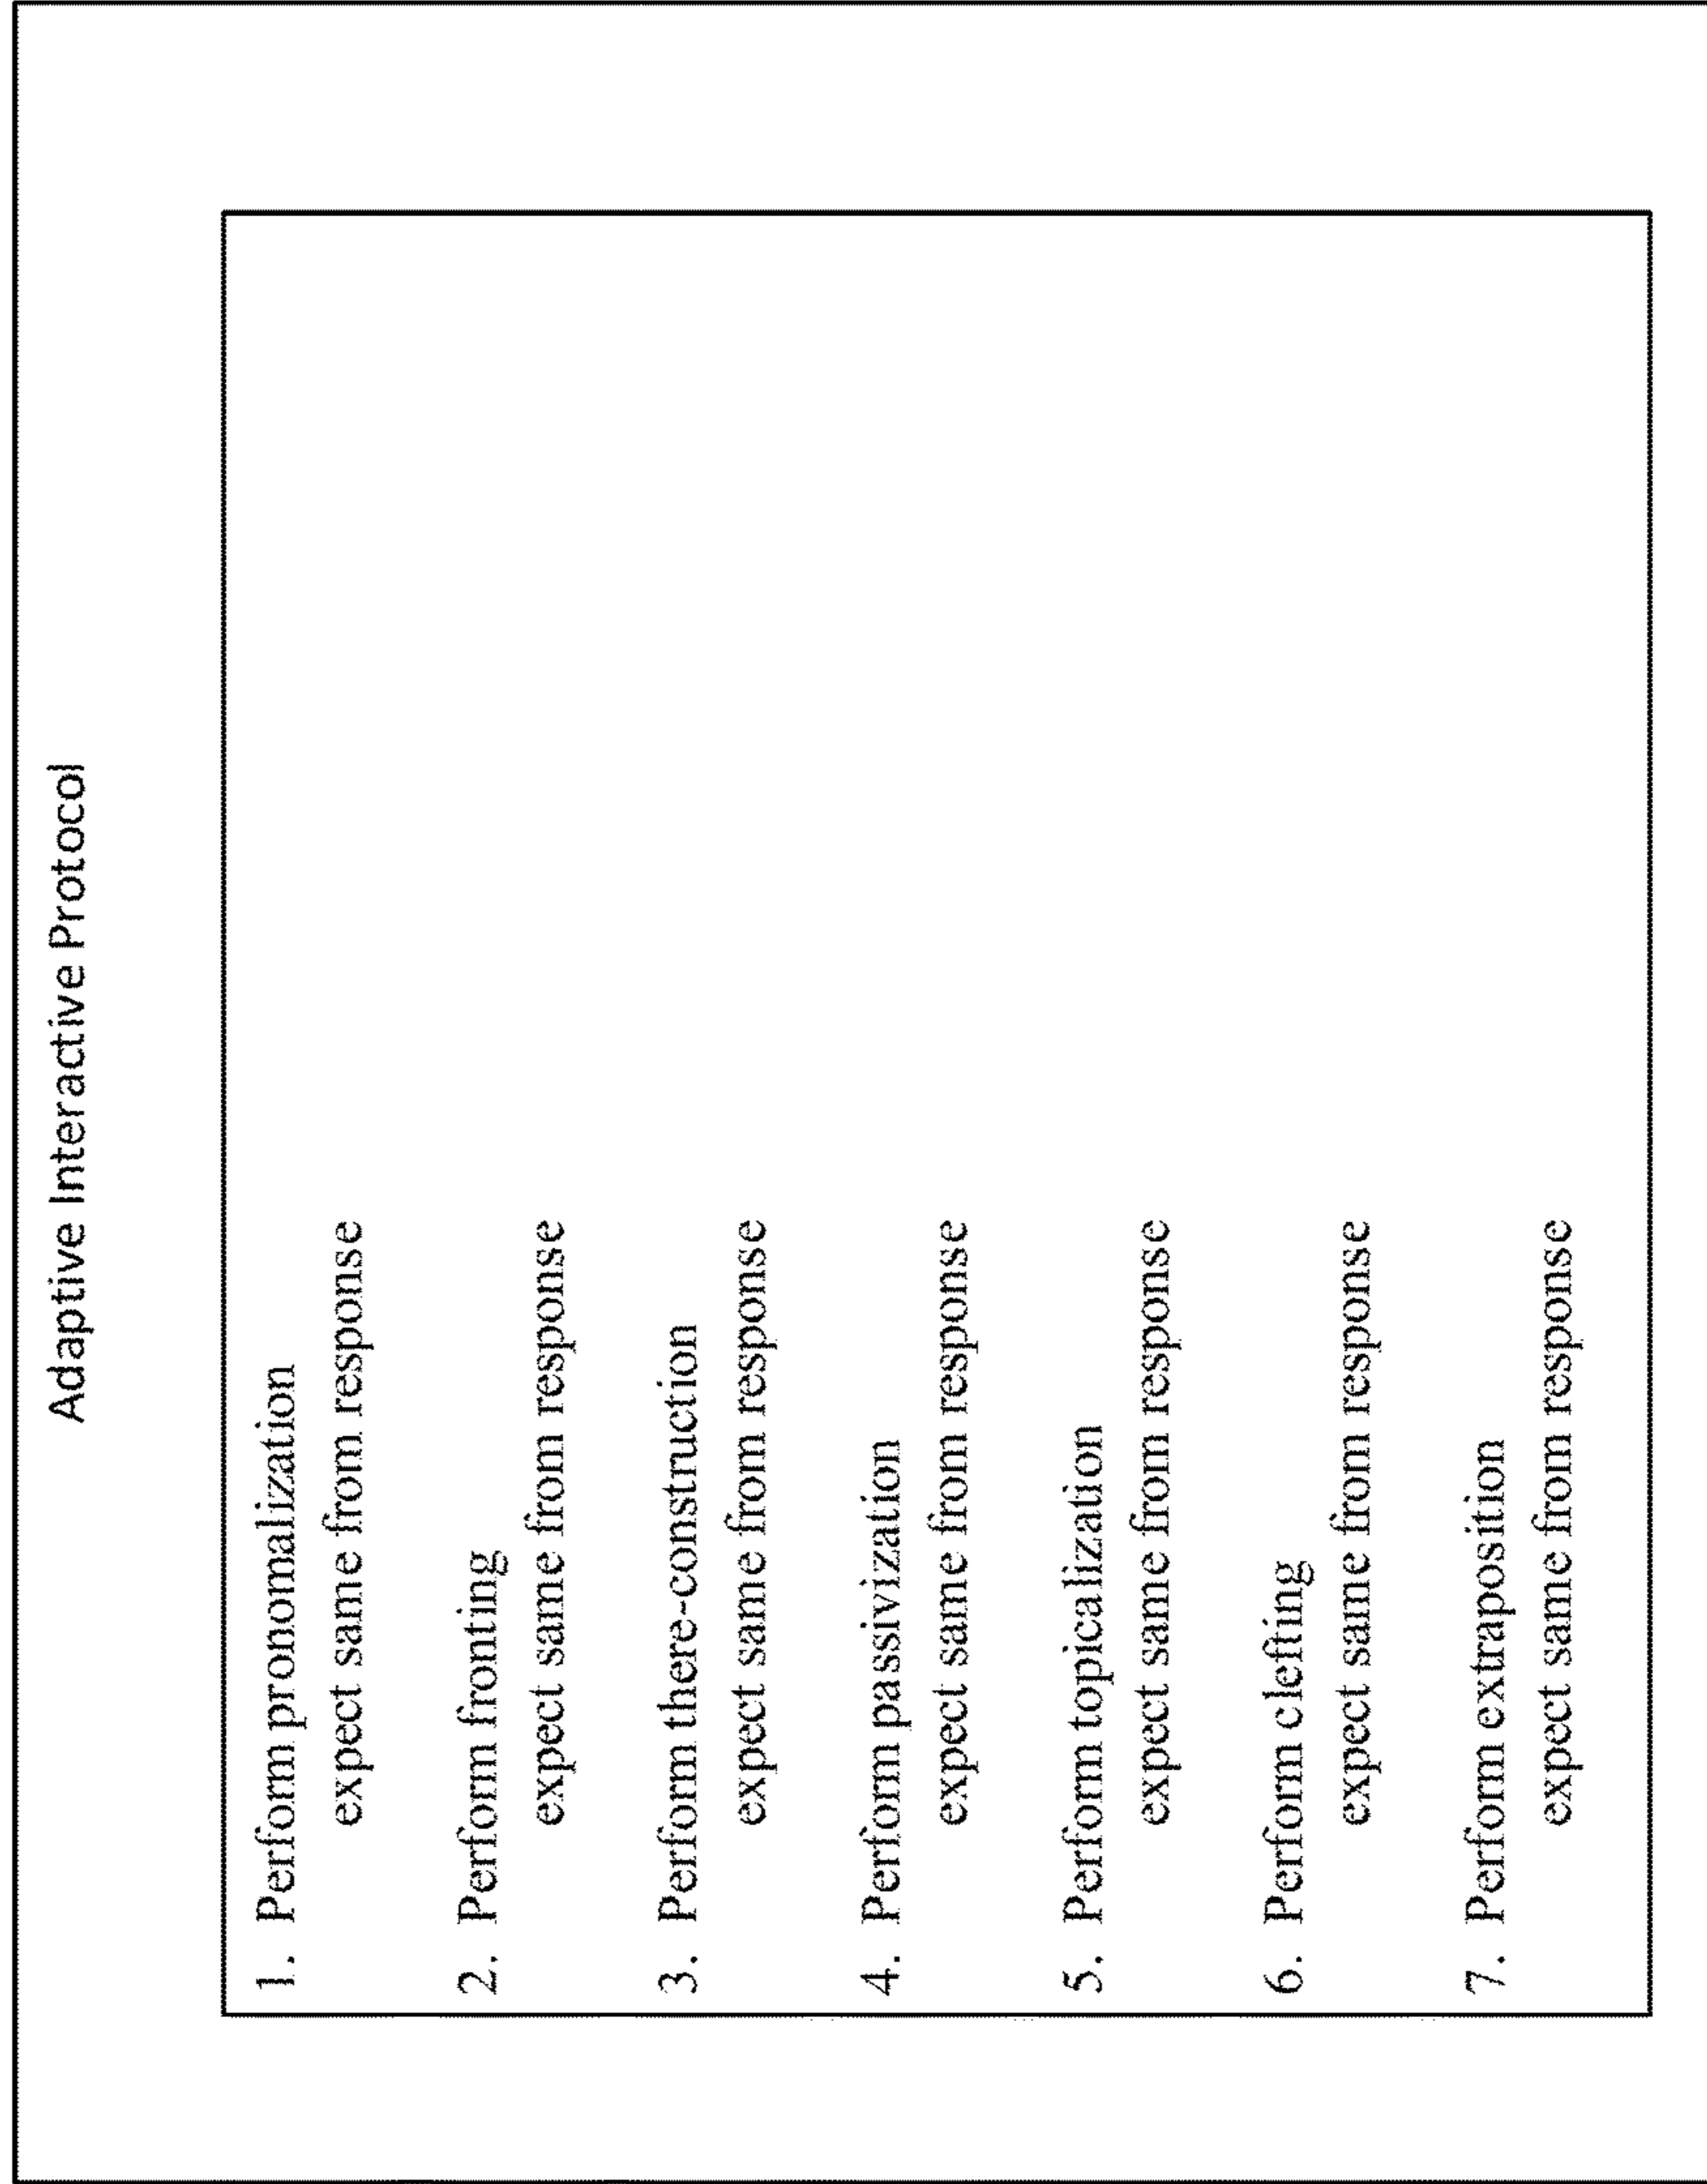 Adaptive Interactive Protocol
1. Perform pronomalization
expect same from response
2. Perform fronting
expect same from response
3. Perform there-construction
expect same from response
4. Perform passivization
expect same from response
5. Perform topicalization
expect same from response
6. Perform clefting
expect same from response
7. Perform extraposition
expect same from response